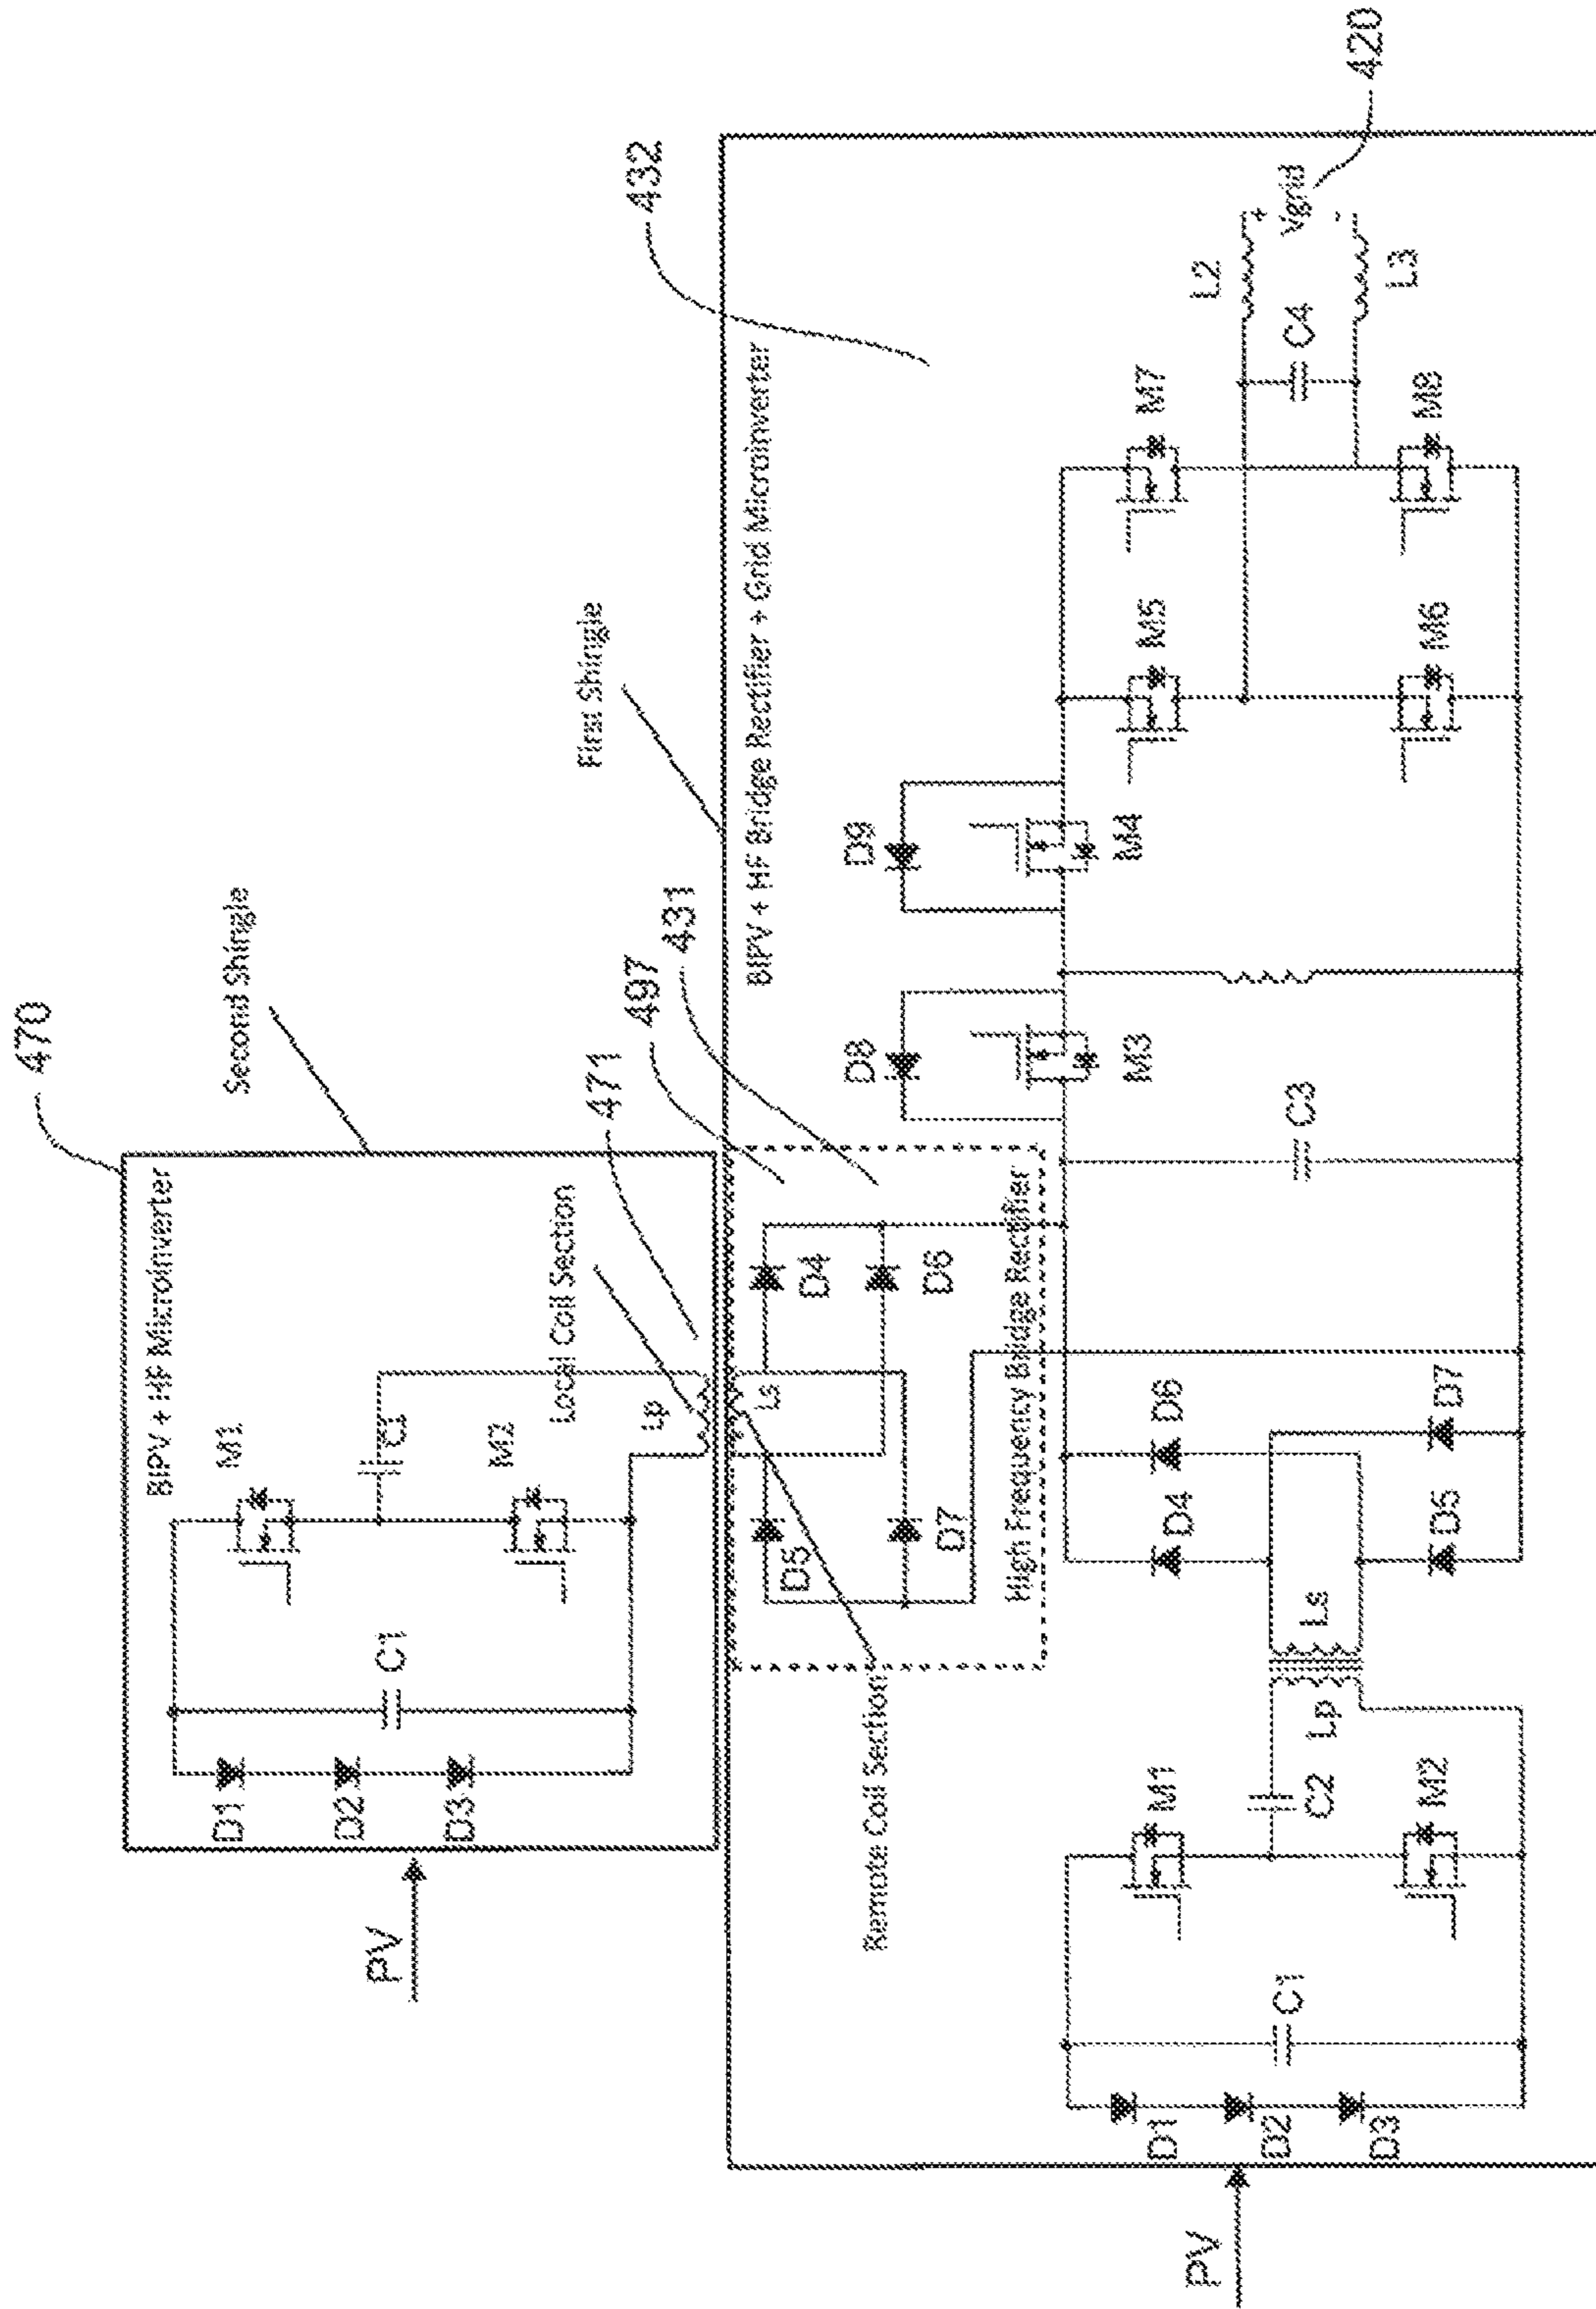 470
Second Shingle
BIPV + HF Microinverter
PV
D1
D2
D3
C1
M1
M2
C1
Local Coil Section
Lp
471
497
431
First Shingle
432
BIPV + HF Bridge Rectifier + Grid Microinverter
Ls
D4
D6
D5
D7
High Frequency Bridge Rectifier
Remote Coil Section
D8
M3
D9
M4
M5
M7
M6
M8
L2
C4
L3
+
Vgrid
-
420
C3
D4
D6
D5
D7
Ls
Lp
C2
M1
M2
C1
D1
D2
D3
PV